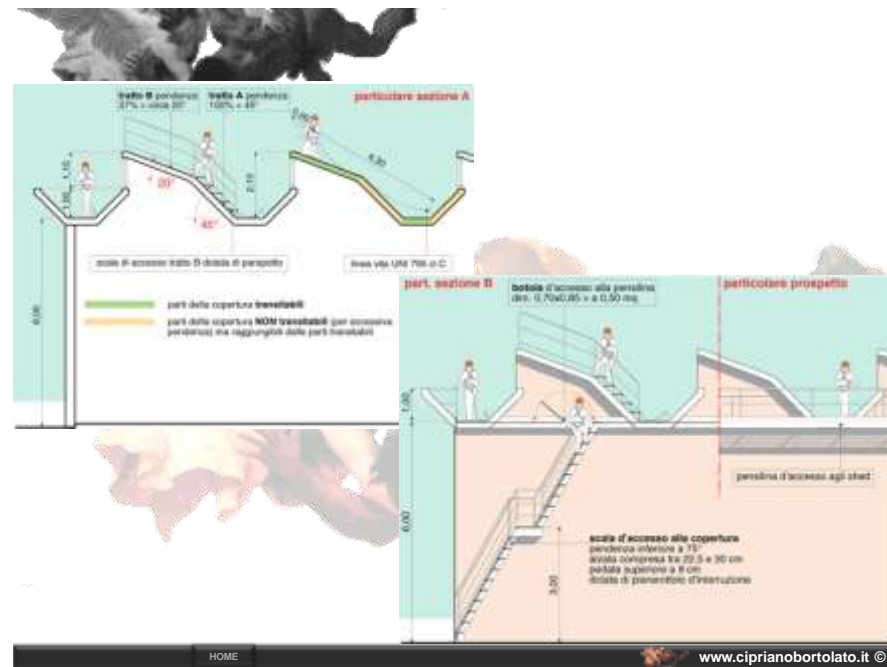 tratto B pendenza
37% = circa 20°
tratto A pendenza
100% = 45°
particolare sezione A
4,30
1,10
1,00
2,10
20°
45°
scale di accesso tratto B dotata di parapetto
linea vita UNI 795 cl C
parti della copertura transitabili
parti della copertura NON transitabili (per eccessiva
pendenza) ma raggiungibili dalle parti transitabili
6,00
part. sezione B
botola d'accesso alla pensilina
dim. 0,70x0,85 > a 0,50 mq
particolare prospetto
1,00
pensilina d'accesso agli shed
6,00
3,00
scala d'accesso alla copertura
pendenza inferiore a 75°
alzata compresa tra 22,5 e 30 cm
pedata superiore a 8 cm
dotata di pianerottolo d'interruzione
HOME
www.ciprianobortolato.it ©